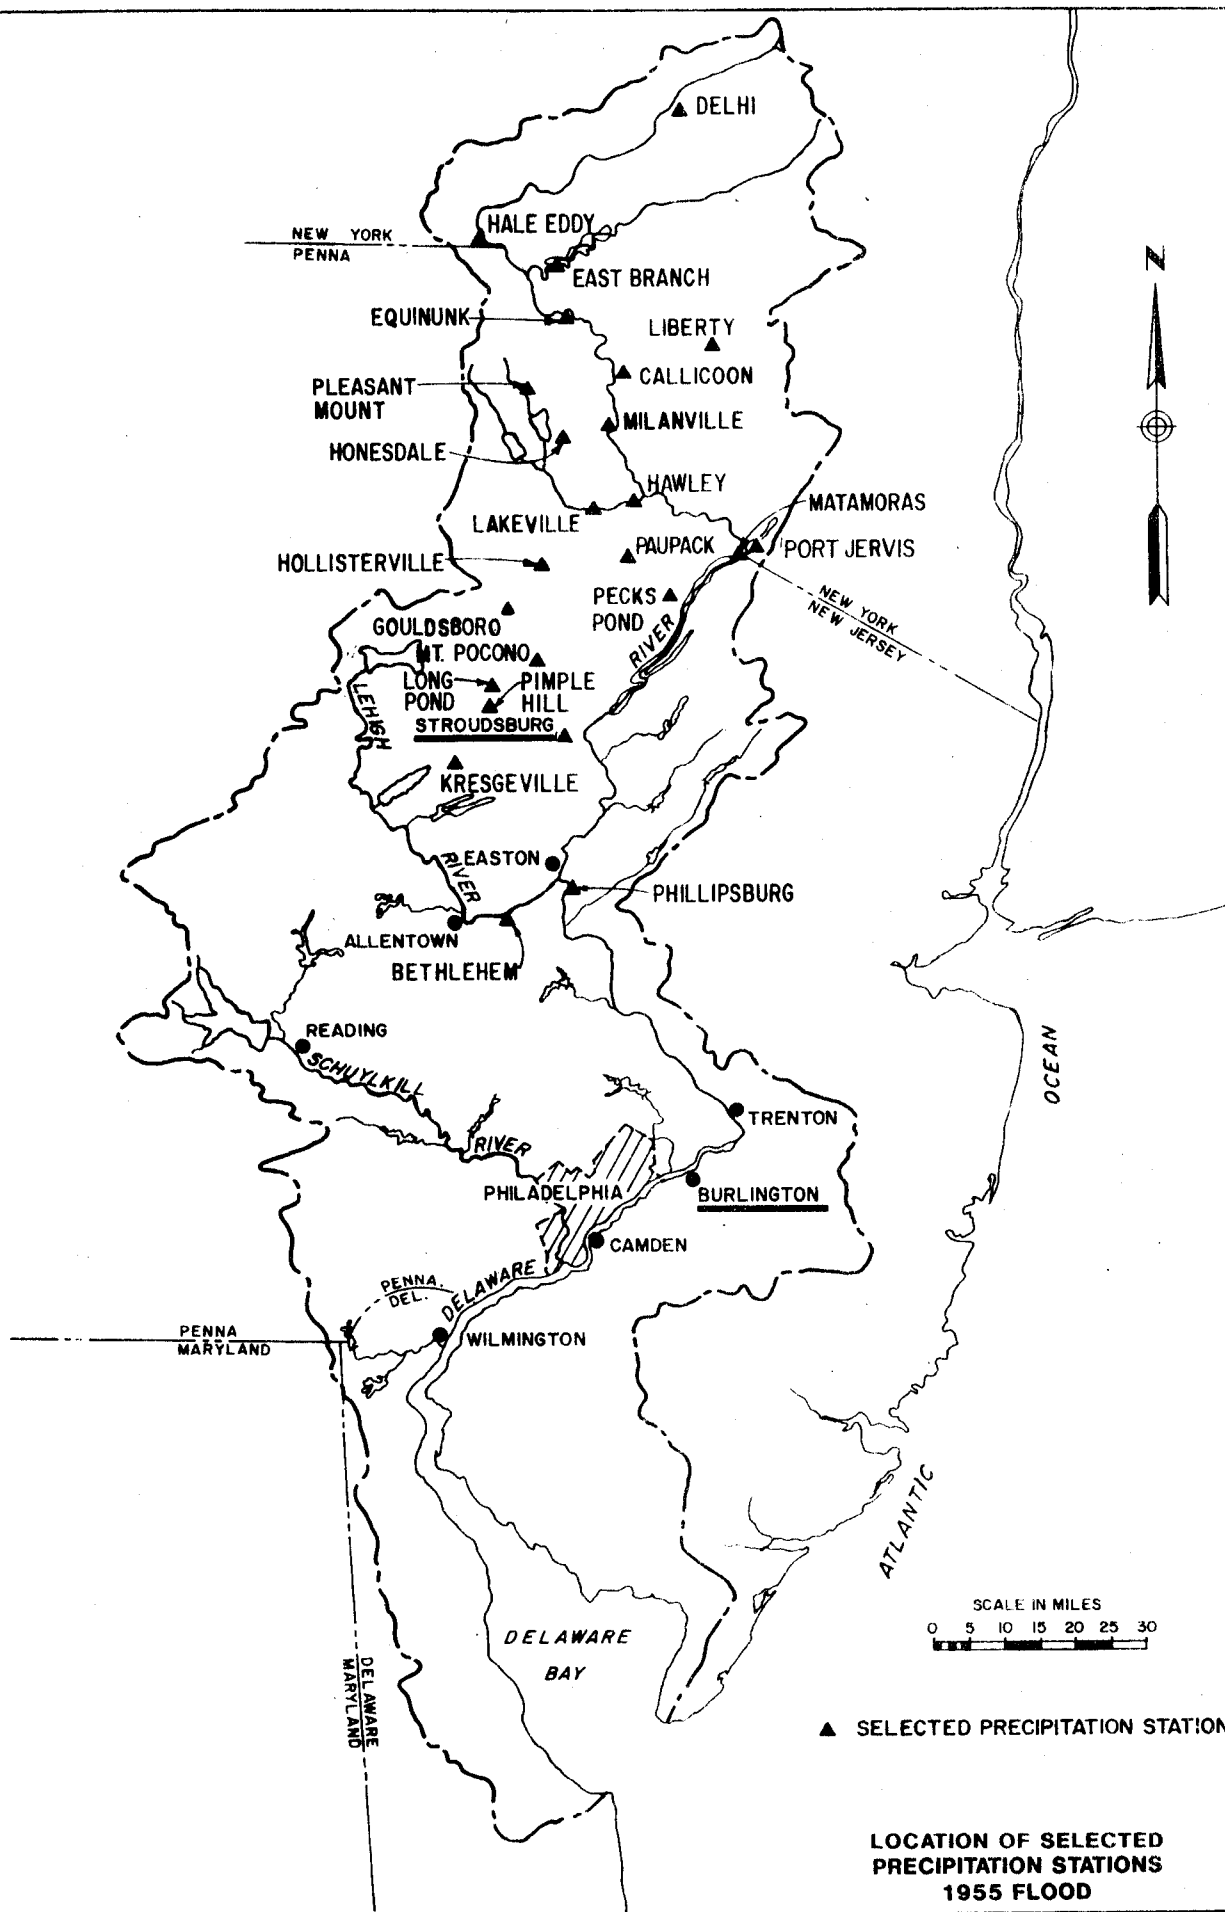 DELHI
HALE EDDY
NEW YORK
PENNA
EAST BRANCH
EQUINUNK
LIBERTY
CALLICOON
PLEASANT
MOUNT
MILANVILLE
HONESDALE
HAWLEY
MATAMORAS
LAKEVILLE
PAUPACK
PORT JERVIS
HOLLISTERVILLE
PECKS
POND
NEW YORK
NEW JERSEY
GOULDSBORO
RIVER
MT. POCONO
LONG
POND
PIMPLE
HILL
LEHIGH
STROUDSBURG
KRESGEVILLE
RIVER
EASTON
PHILLIPSBURG
ALLENTOWN
BETHLEHEM
READING
SCHUYLKILL
OCEAN
TRENTON
RIVER
PHILADELPHIA
BURLINGTON
CAMDEN
DELAWARE
PENNA.
DEL.
PENNA
MARYLAND
WILMINGTON
ATLANTIC
DELAWARE
BAY
SCALE IN MILES
0 5 10 15 20 25 30
DELAWARE
MARYLAND
SELECTED PRECIPITATION STATION
LOCATION OF SELECTED
PRECIPITATION STATIONS
1955 FLOOD
N